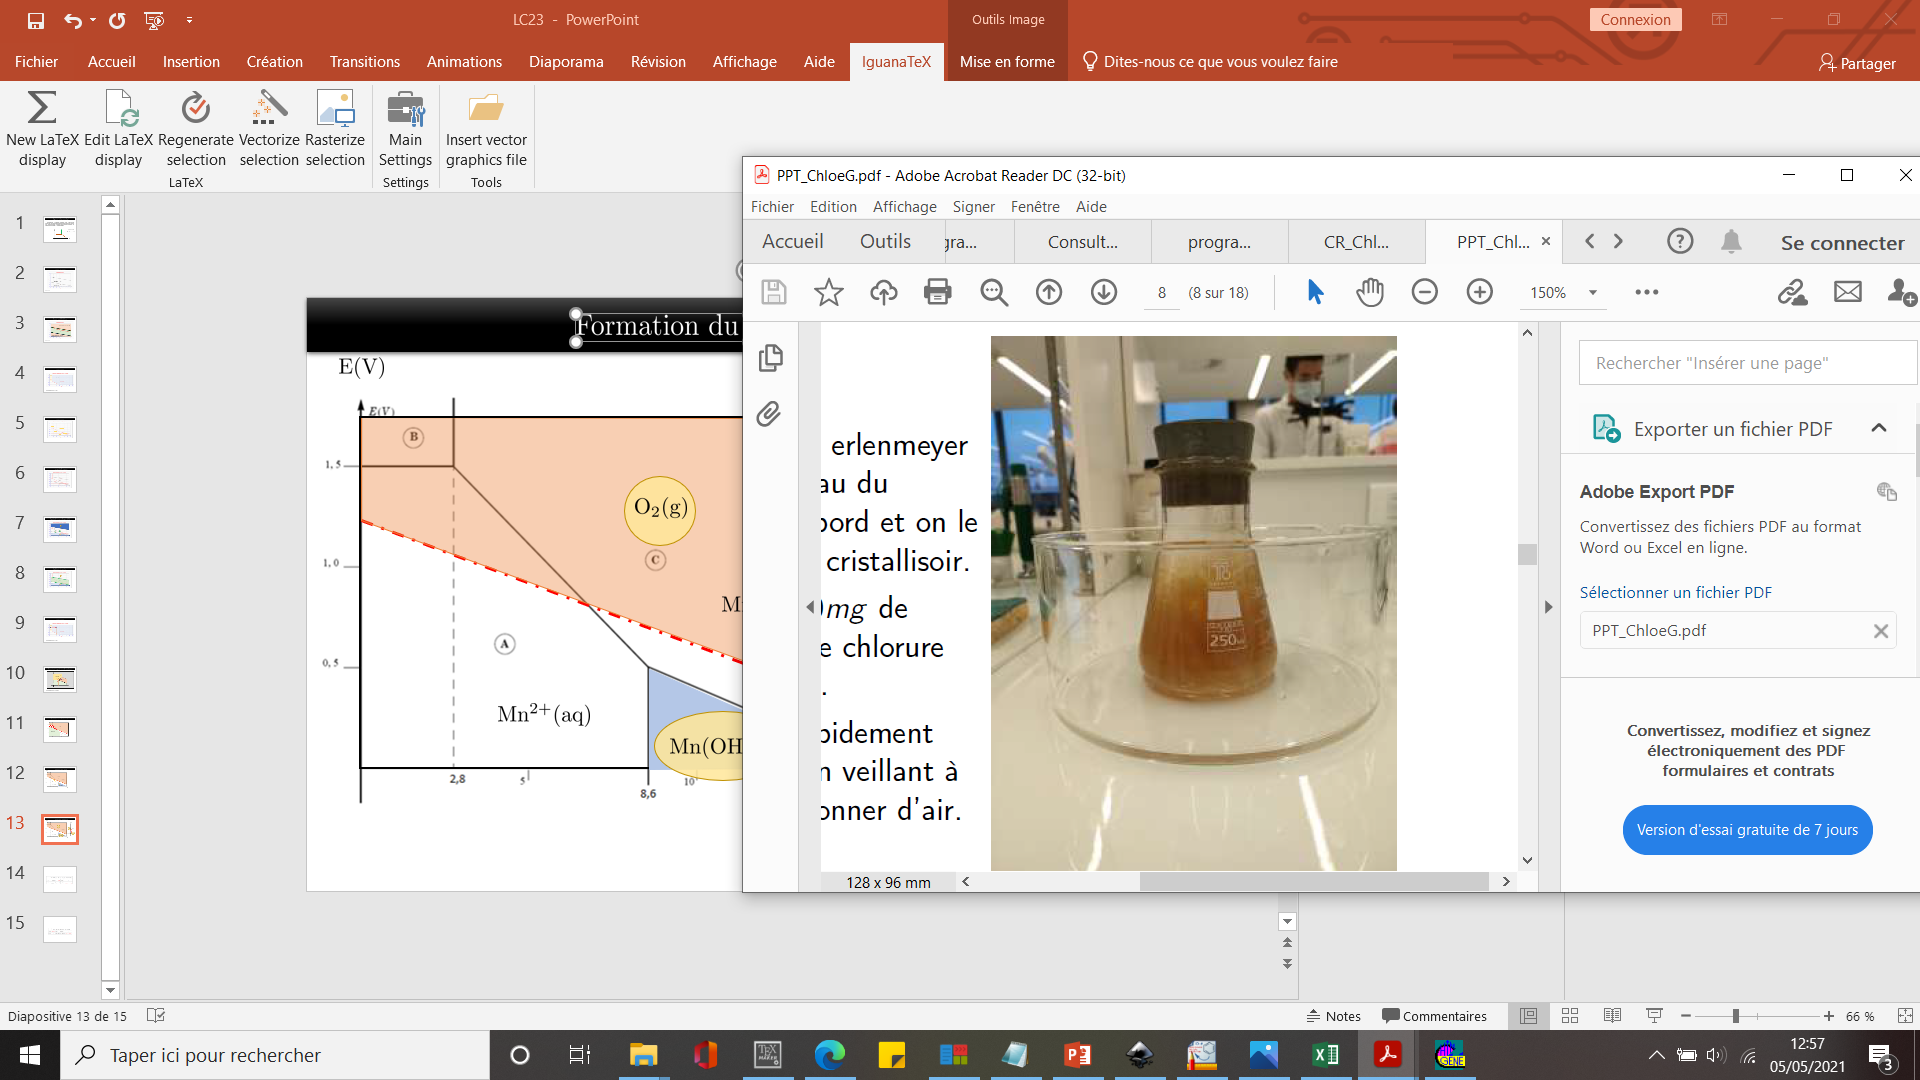 LC23 - PowerPoint
Outils Image
Connexion
Fichier Accueil Insertion Création Transitions Animations Diaporama Révision Affichage Aide IguanaTeX Mise en forme Dites-nous ce que vous voulez faire Partager
New LaTeX display
Edit LaTeX display
Regenerate selection
Vectorize selection
Rasterize selection
Main Settings
Insert vector graphics file
LaTeX Settings Tools
1
2
3
4
5
6
7
8
9
10
11
12
13
14
15
Formation du
E(V)
E(V)
B
1,5
O2(g)
C
1,0
A
0,5
Mn2+(aq)
Mn(OH
2,8
5
8,6
10
PPT_ChloeG.pdf - Adobe Acrobat Reader DC (32-bit)
Fichier Edition Affichage Signer Fenêtre Aide
Accueil Outils gra... Consult... progra... CR_Chl... PPT_Chl... Se connecter
8 (8 sur 18) 150%
erlenmeyer
au du
bord et on le
cristallisoir.
mg de
e chlorure
.
pidement
n veillant à
onner d'air.
250
128 x 96 mm
Rechercher "Insérer une page"
Exporter un fichier PDF
Adobe Export PDF
Convertissez des fichiers PDF au format
Word ou Excel en ligne.
Sélectionner un fichier PDF
PPT_ChloeG.pdf
Convertissez, modifiez et signez
électroniquement des PDF
formulaires et contrats
Version d'essai gratuite de 7 jours
Diapositive 13 de 15
Notes Commentaires 66 %
Taper ici pour rechercher
12:57
05/05/2021
3